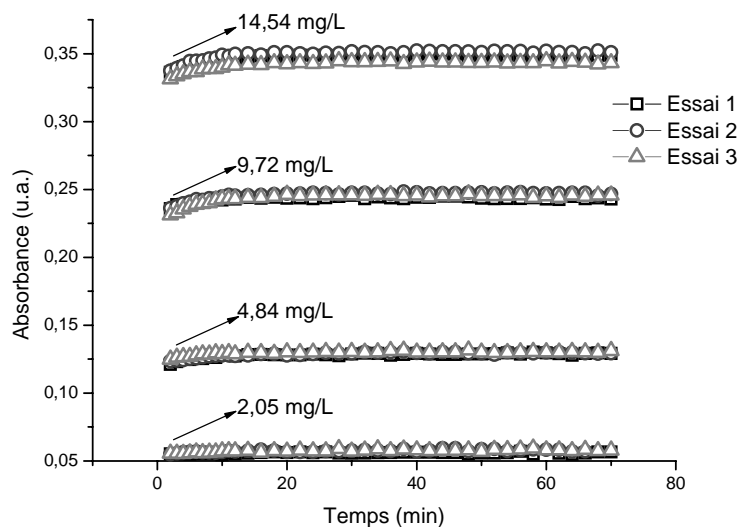 14,54 mg/L
0,35
0,30
Essai 1
Essai 2
Essai 3
9,72 mg/L
0,25
Absorbance (u.a.)
0,20
4,84 mg/L
0,15
0,10
2,05 mg/L
0,05
0
20
40
60
80
Temps (min)